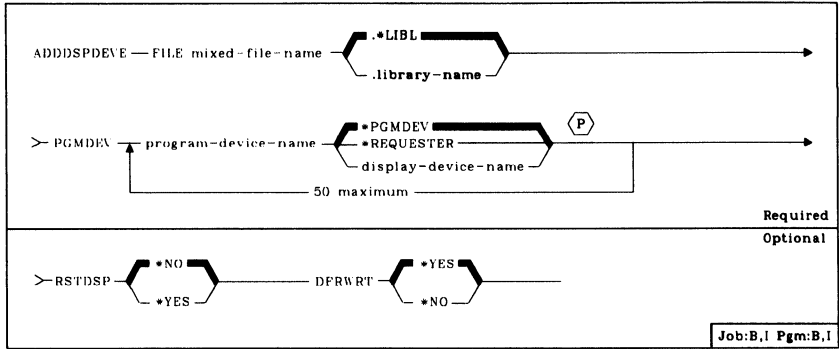 .*LIBL
ADDDSPDEVE FILE mixed-file-name
.library-name
*PGMDEV P
PGMDEV program-device-name *REQUESTER
display-device-name
50 maximum
Required
Optional
*NO *YES
RSTDSP DFRWRT
*YES *NO
Job:B,I Pgm:B,I